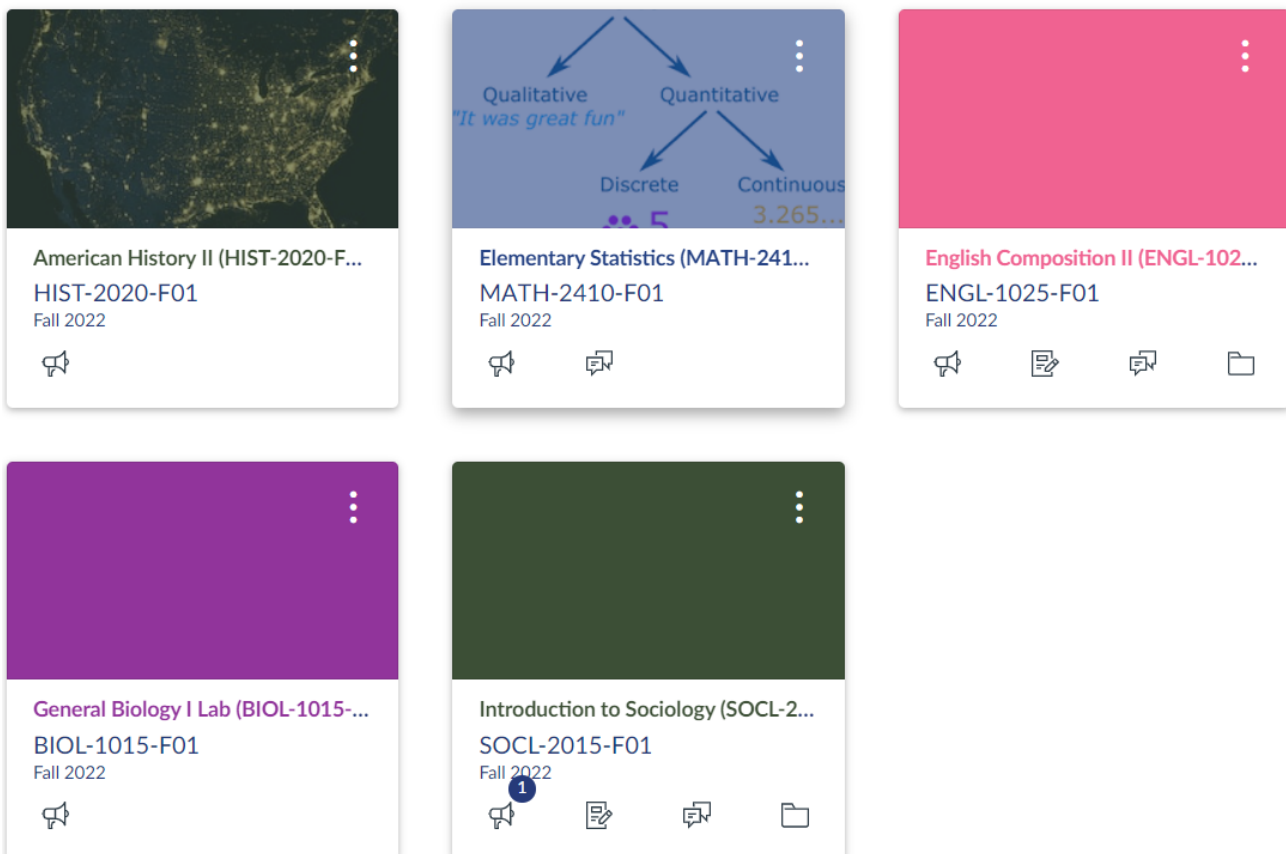 Qualitative
Quantitative
"It was great fun"
Discrete
Continuous
5
3.265...
American History II (HIST-2020-F...
HIST-2020-F01
Fall 2022
Elementary Statistics (MATH-241...
MATH-2410-F01
Fall 2022
English Composition II (ENGL-102...
ENGL-1025-F01
Fall 2022
General Biology I Lab (BIOL-1015-...
BIOL-1015-F01
Fall 2022
Introduction to Sociology (SOCL-2...
SOCL-2015-F01
Fall 2022
1